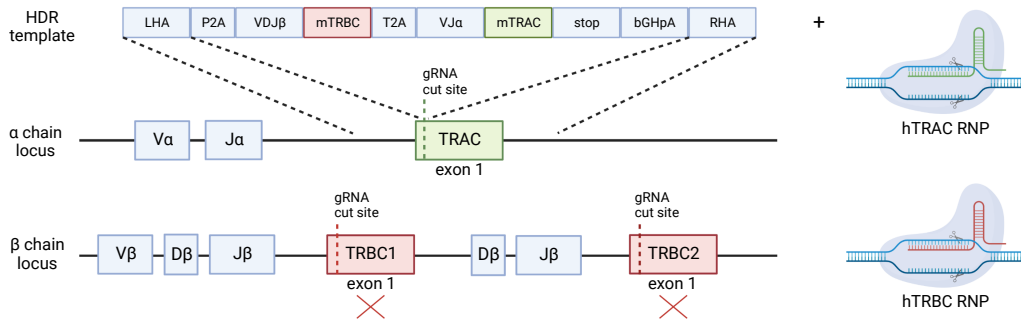 HDR
template
LHA P2A VDJβ mTRBC T2A VJα mTRAC stop bGHpA RHA
+
hTRAC RNP
gRNA
cut site
α chain
locus
Vα Jα TRAC
exon 1
gRNA
cut site
gRNA
cut site
β chain
locus
Vβ Dβ Jβ TRBC1 Dβ Jβ TRBC2
exon 1
exon 1
hTRBC RNP